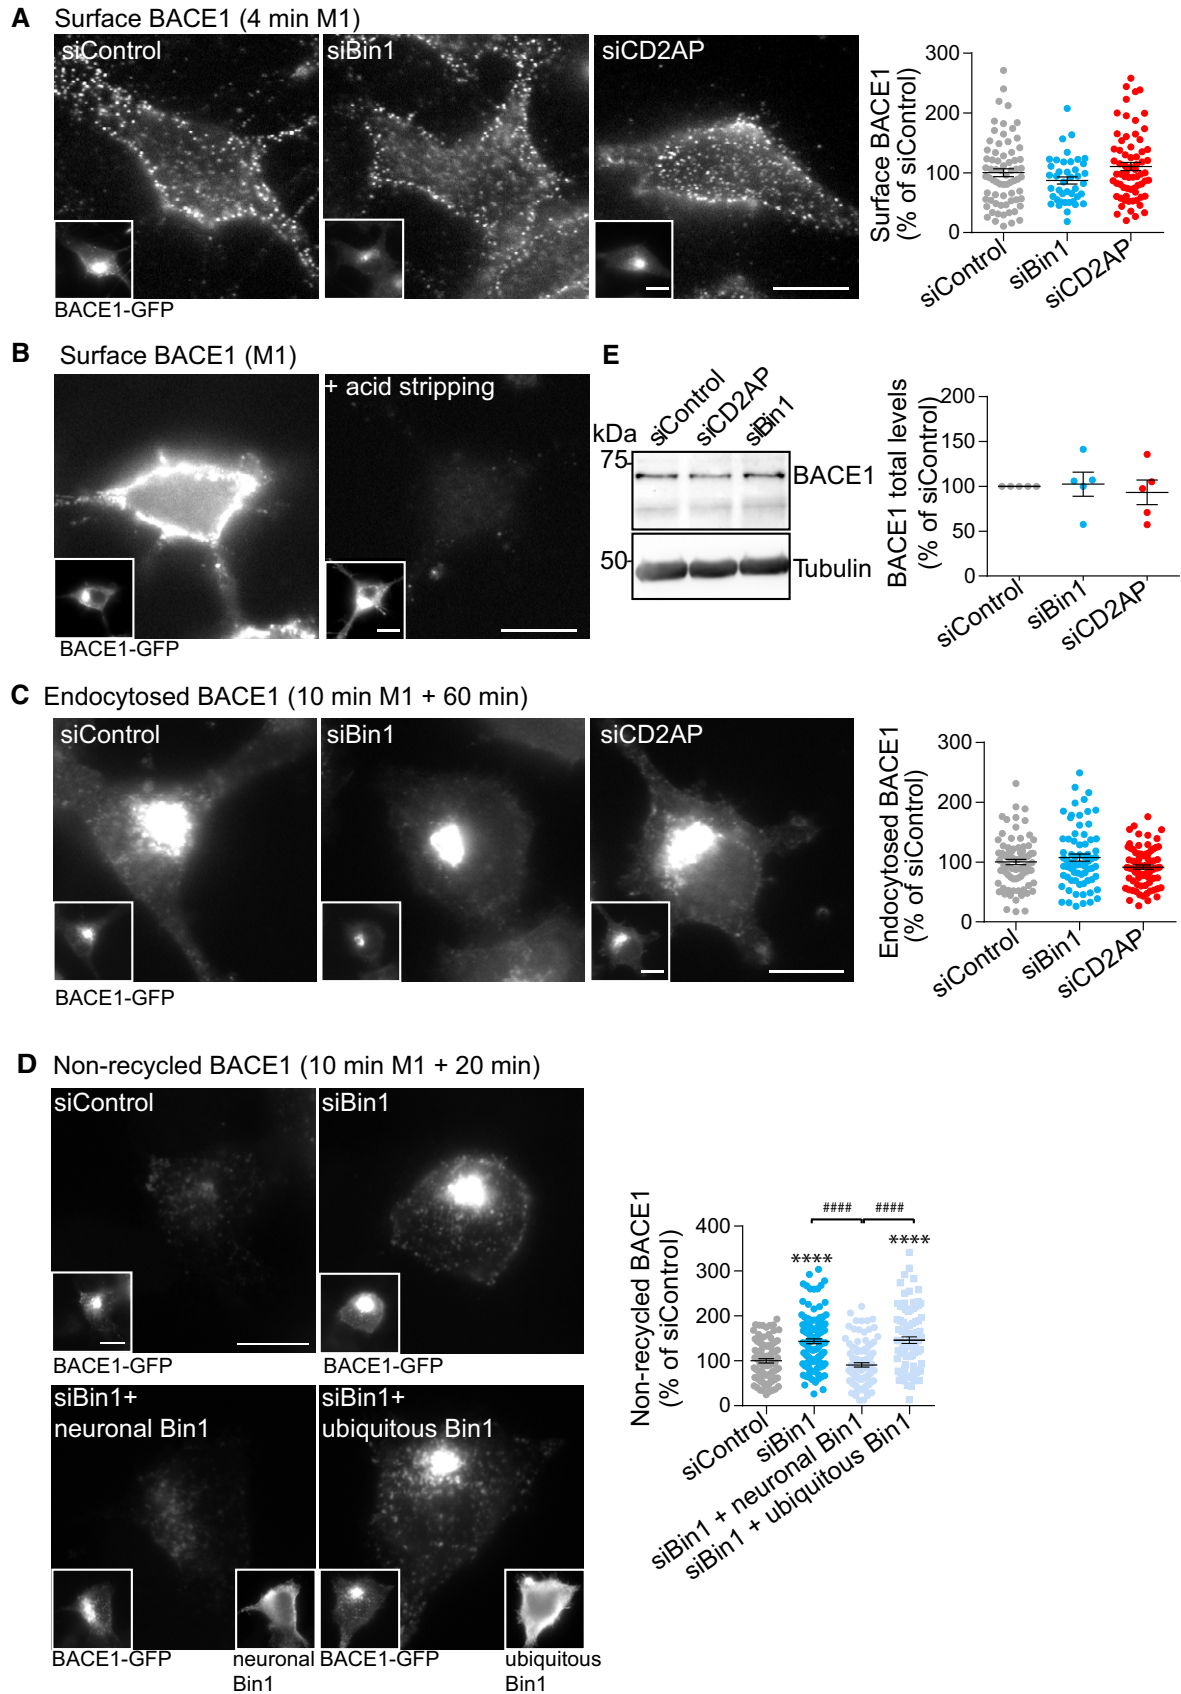 A Surface BACE1 (4 min M1)
siControl
siBin1
siCD2AP
BACE1-GFP
Surface BACE1
(% of siControl)
300
200
100
0
siControl
siBin1
siCD2AP
B Surface BACE1 (M1)
+ acid stripping
BACE1-GFP
E
siControl
siCD2AP
siBin1
kDa
75
BACE1
50
Tubulin
BACE1 total levels
(% of siControl)
200
150
100
50
0
siControl
siBin1
siCD2AP
C Endocytosed BACE1 (10 min M1 + 60 min)
siControl
siBin1
siCD2AP
BACE1-GFP
Endocytosed BACE1
(% of siControl)
300
200
100
0
siControl
siBin1
siCD2AP
D Non-recycled BACE1 (10 min M1 + 20 min)
siControl
siBin1
BACE1-GFP
BACE1-GFP
siBin1+
neuronal Bin1
siBin1+
ubiquitous Bin1
BACE1-GFP
neuronal
Bin1
BACE1-GFP
ubiquitous
Bin1
Non-recycled BACE1
(% of siControl)
400
300
200
100
0
####
####
****
****
siControl
siBin1
siBin1 + neuronal Bin1
siBin1 + ubiquitous Bin1